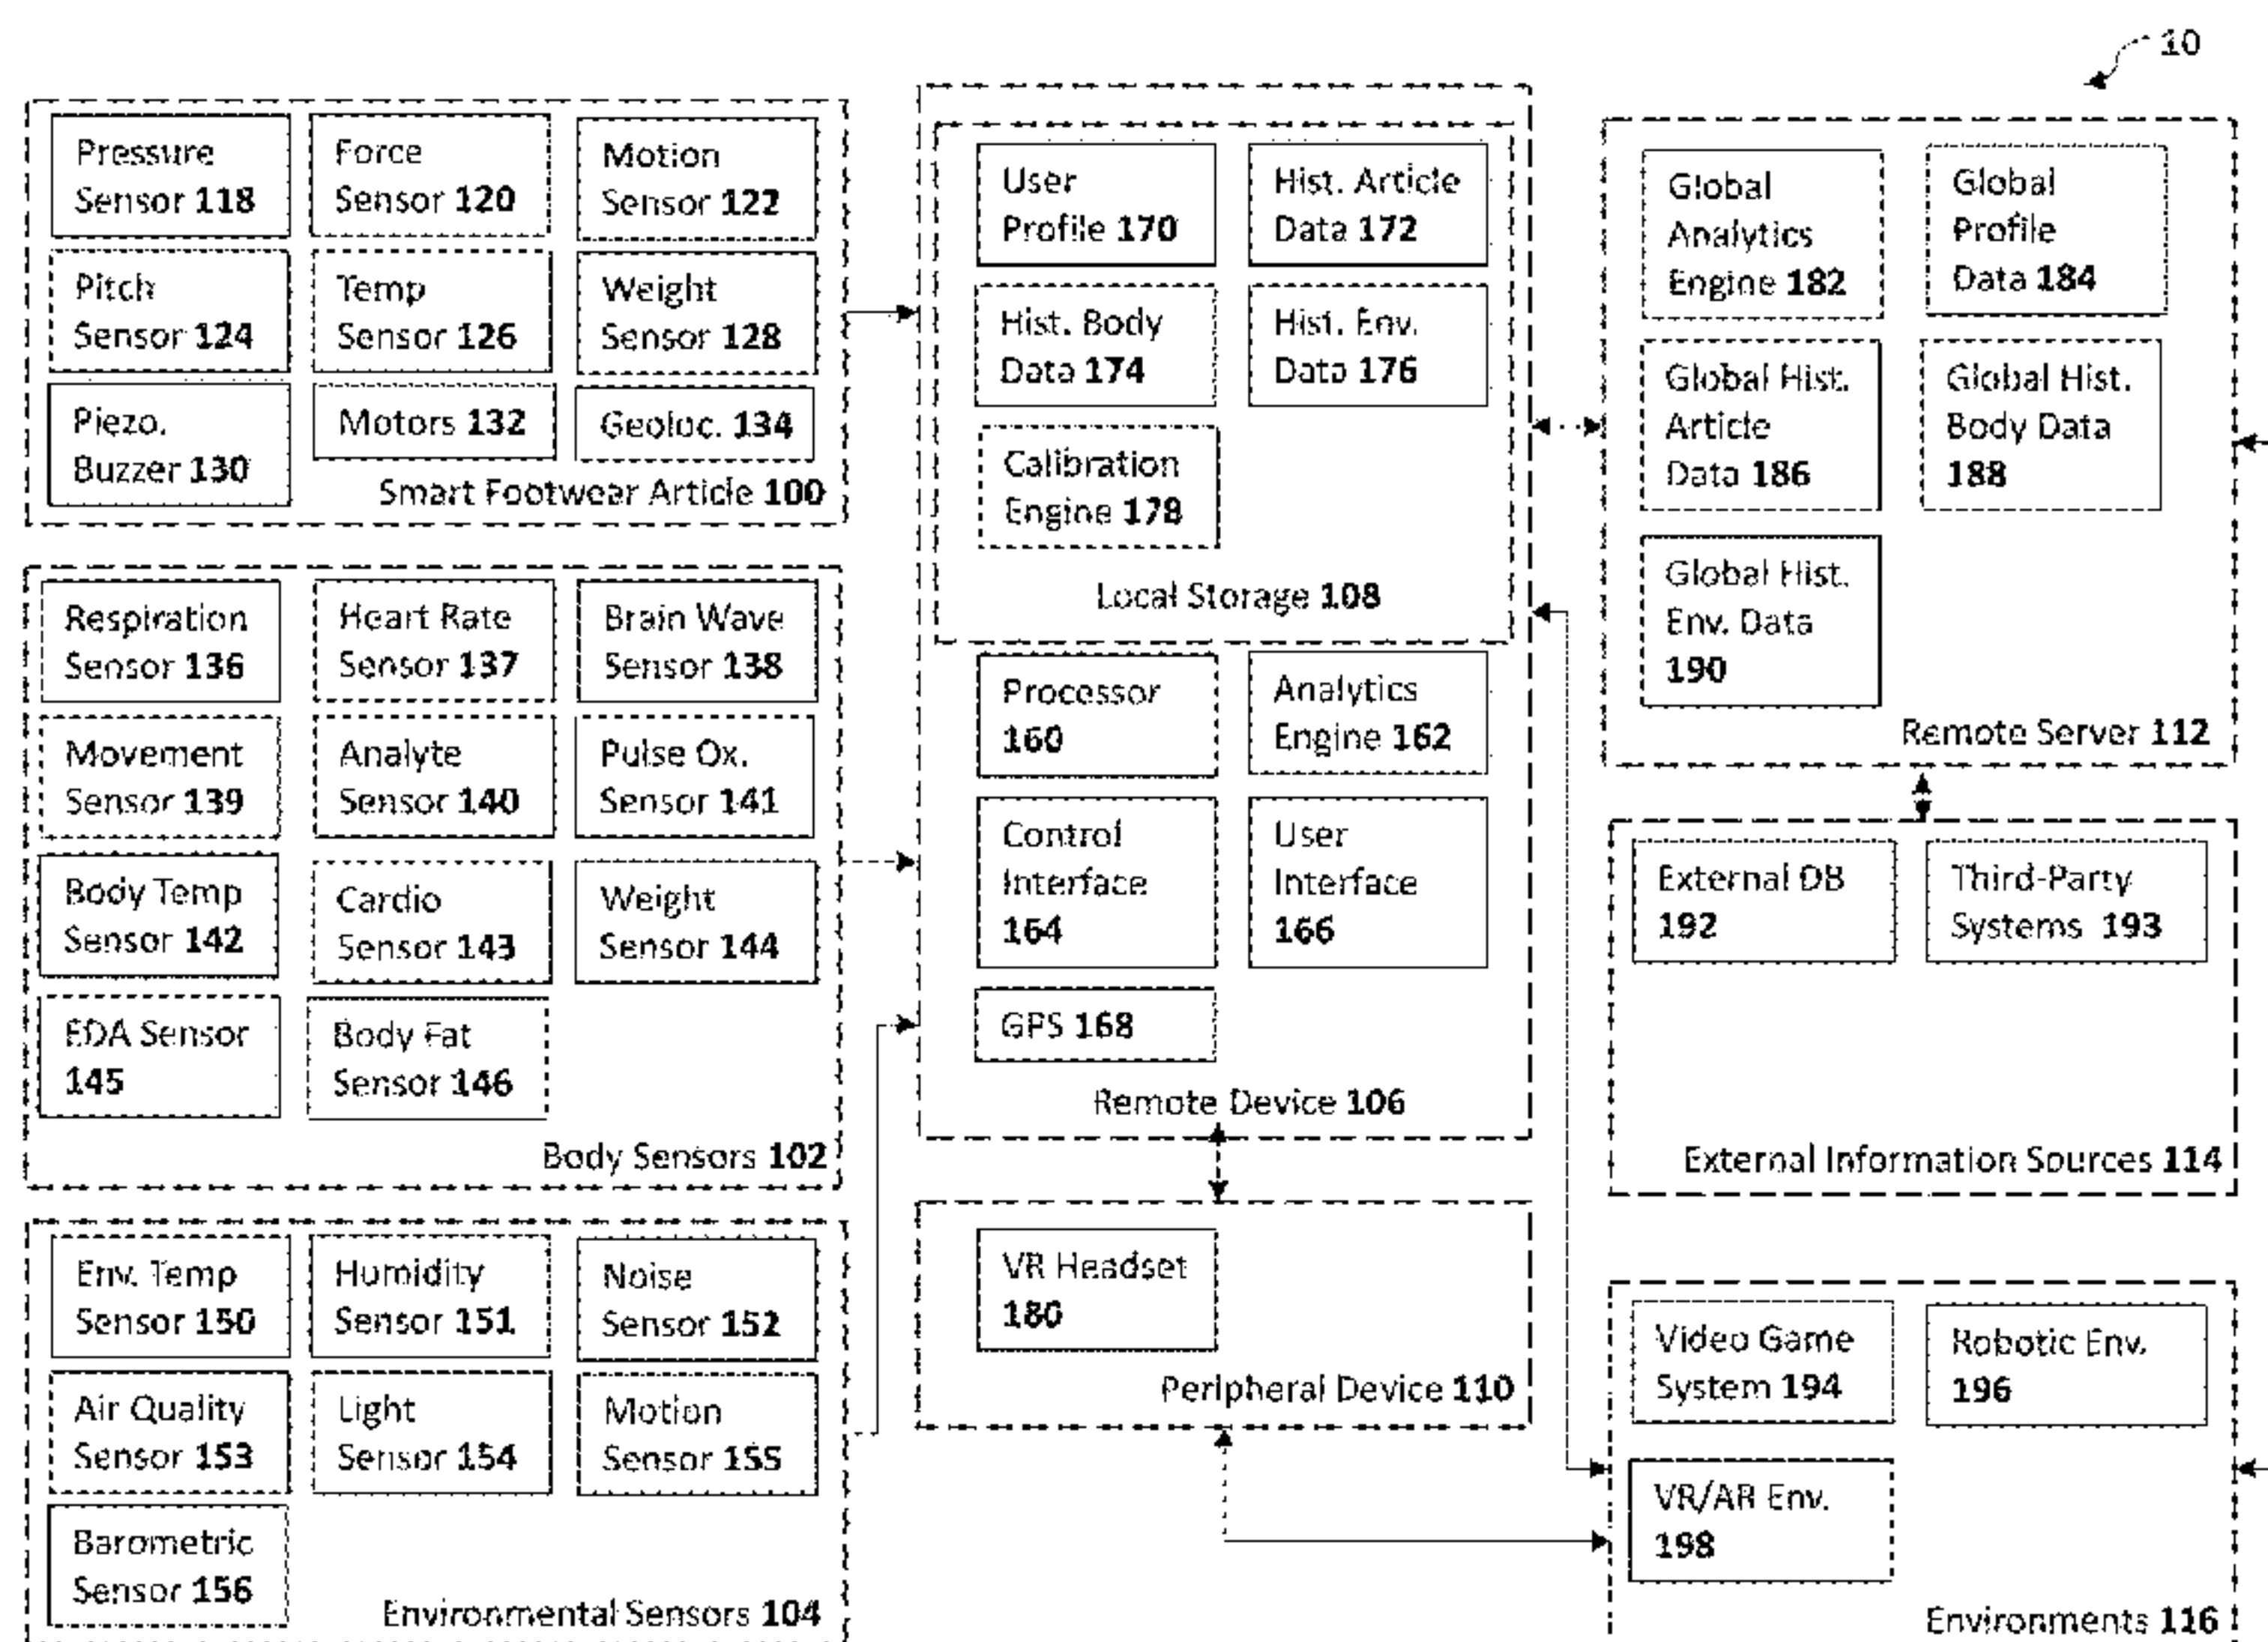 10
Pressure
Sensor 118
Force
Sensor 120
Motion
Sensor 122
Pitch
Sensor 124
Temp
Sensor 126
Weight
Sensor 128
Piezo.
Buzzer 130
Motors 132
Geoloc. 134
Smart Footwear Article 100
Respiration
Sensor 136
Heart Rate
Sensor 137
Brain Wave
Sensor 138
Movement
Sensor 139
Analyte
Sensor 140
Pulse Ox.
Sensor 141
Body Temp
Sensor 142
Cardio
Sensor 143
Weight
Sensor 144
EDA Sensor
145
Body Fat
Sensor 146
Body Sensors 102
Env. Temp
Sensor 150
Humidity
Sensor 151
Noise
Sensor 152
Air Quality
Sensor 153
Light
Sensor 154
Motion
Sensor 155
Barometric
Sensor 156
Environmental Sensors 104
User
Profile 170
Hist. Article
Data 172
Hist. Body
Data 174
Hist. Env.
Data 176
Calibration
Engine 178
Local Storage 108
Processor
160
Analytics
Engine 162
Control
Interface
164
User
Interface
166
GPS 168
Remote Device 106
VR Headset
180
Peripheral Device 110
Global
Analytics
Engine 182
Global
Profile
Data 184
Global Hist.
Article
Data 186
Global Hist.
Body Data
188
Global Hist.
Env. Data
190
Remote Server 112
External DB
192
Third-Party
Systems 193
External Information Sources 114
Video Game
System 194
Robotic Env.
196
VR/AR Env.
198
Environments 116